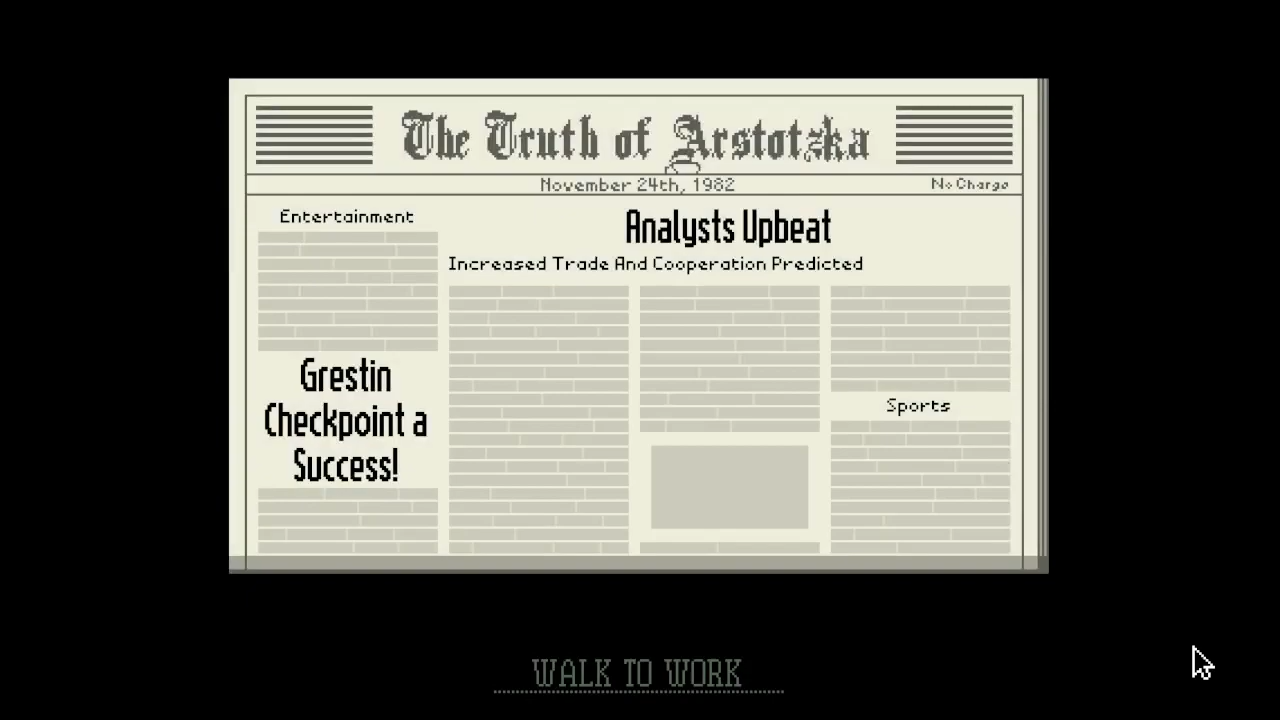 The Truth of Arstotzka
November 24th, 1982
No Charge
Entertainment
Grestin
Checkpoint a
Success!
Analysts Upbeat
Increased Trade And Cooperation Predicted
Sports
WALK TO WORK